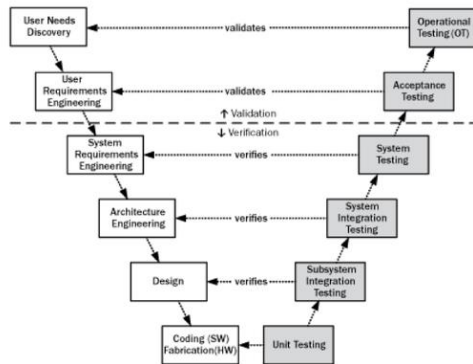 User Needs
Discovery
validates
Operational
Testing (OT)
User
Requirements
Engineering
validates
Acceptance
Testing
↑ Validation
↓ Verification
System
Requirements
Engineering
verifies
System
Testing
Architecture
Engineering
verifies
System
Integration
Testing
Design
verifies
Subsystem
Integration
Testing
Coding (SW)
Fabrication(HW)
Unit Testing